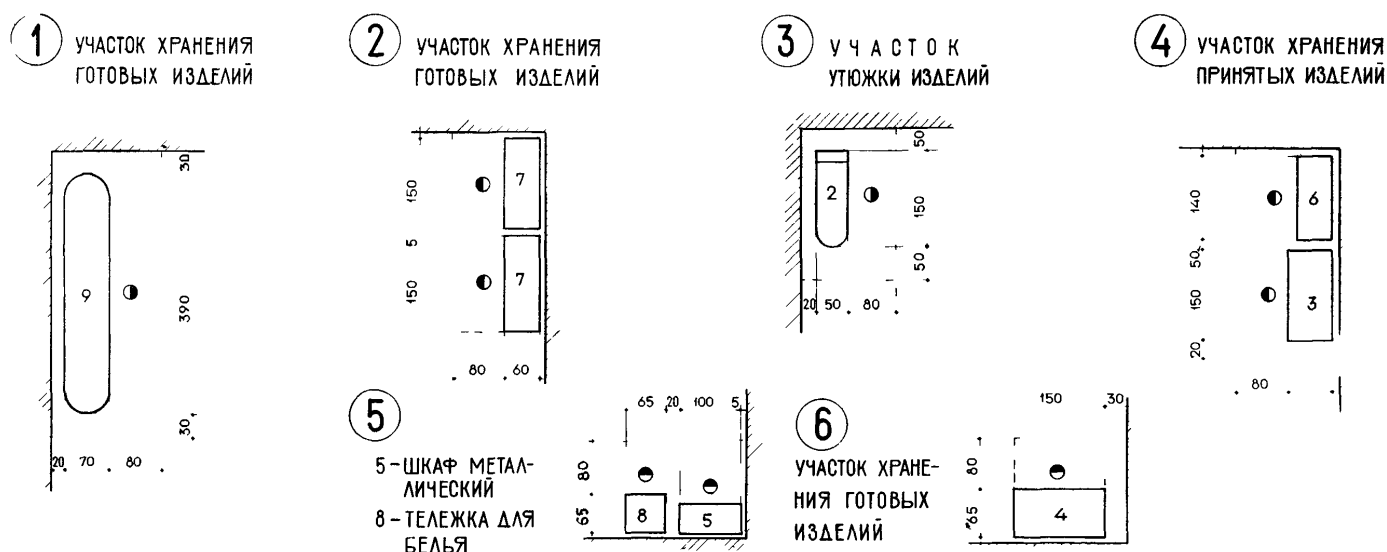 1 УЧАСТОК ХРАНЕНИЯ
ГОТОВЫХ ИЗДЕЛИЙ
30
9
390
30
20 70 80
2 УЧАСТОК ХРАНЕНИЯ
ГОТОВЫХ ИЗДЕЛИЙ
150
7
5
150
7
80 60
3 УЧАСТОК
УТЮЖКИ ИЗДЕЛИЙ
50
2
150
50
20 50 80
4 УЧАСТОК ХРАНЕНИЯ
ПРИНЯТЫХ ИЗДЕЛИЙ
140
6
50
150
3
20
80
5
5-ШКАФ МЕТАЛ-
ЛИЧЕСКИЙ
8-ТЕЛЕЖКА ДЛЯ
БЕЛЬЯ
65 20 100 5
80
65
8 5
6
УЧАСТОК ХРАНЕ-
НИЯ ГОТОВЫХ
ИЗДЕЛИЙ
150 30
80
65
4